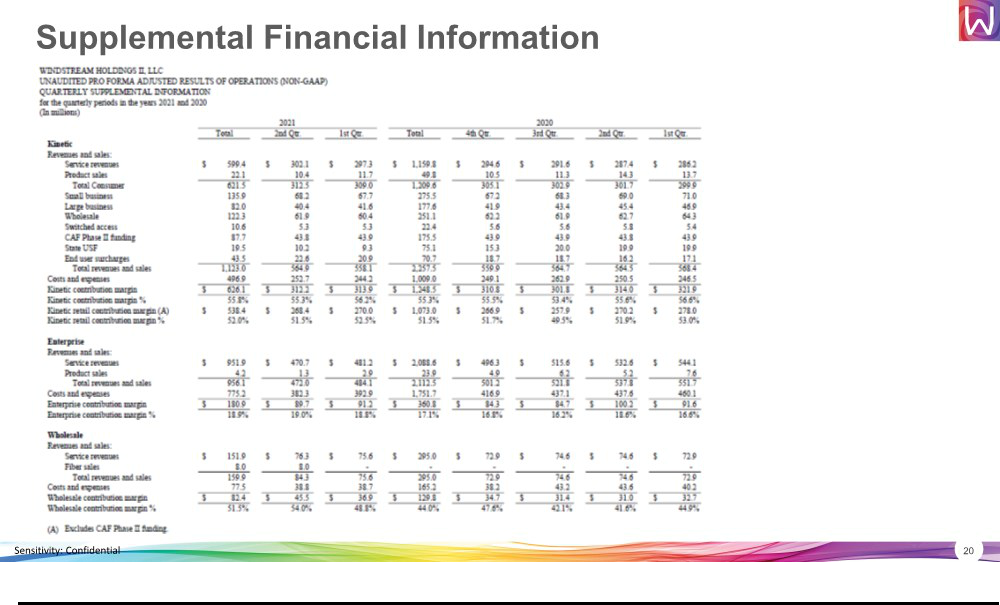 Supplemental Financial Information
WINDSTREAM HOLDINGS II, LLC
UNAUDITED PRO FORMA ADJUSTED RESULTS OF OPERATIONS (NON-GAAP)
QUARTERLY SUPPLEMENTAL INFORMATION
for the quarterly periods in the years 2021 and 2020
(In millions)
2021 2020
Total 2nd Qtr. 1st Qtr. Total 4th Qtr. 3rd Qtr. 2nd Qtr. 1st Qtr.
Kinetic
Revenues and sales:
Service revenues $ 599.4 $ 302.1 $ 297.3 $ 1,159.8 $ 294.6 $ 291.6 $ 287.4 $ 286.2
Product sales 22.1 10.4 11.7 49.8 10.5 11.3 14.3 13.7
Total Consumer 621.5 312.5 309.0 1,209.6 305.1 302.9 301.7 299.9
Small business 135.9 68.2 67.7 275.5 67.2 68.3 69.0 71.0
Large business 82.0 40.4 41.6 177.6 41.9 43.4 45.4 46.9
Wholesale 122.3 61.9 60.4 251.1 62.2 61.9 62.7 64.3
Switched access 10.6 5.3 5.3 22.4 5.6 5.6 5.8 5.4
CAF Phase II funding 87.7 43.8 43.9 175.5 43.9 43.9 43.8 43.9
State USF 19.5 10.2 9.3 75.1 15.3 20.0 19.9 19.9
End user surcharges 43.5 22.6 20.9 70.7 18.7 18.7 16.2 17.1
Total revenues and sales 1,123.0 564.9 558.1 2,257.5 559.9 564.7 564.5 568.4
Costs and expenses 496.9 252.7 244.2 1,009.0 249.1 262.9 250.5 246.5
Kinetic contribution margin $ 626.1 $ 312.2 $ 313.9 $ 1,248.5 $ 310.8 $ 301.8 $ 314.0 $ 321.9
Kinetic contribution margin % 55.8% 55.3% 56.2% 55.3% 55.5% 53.4% 55.6% 56.6%
Kinetic retail contribution margin (A) $ 538.4 $ 268.4 $ 270.0 $ 1,073.0 $ 266.9 $ 257.9 $ 270.2 $ 278.0
Kinetic retail contribution margin % 52.0% 51.5% 52.5% 51.5% 51.7% 49.5% 51.9% 53.0%
Enterprise
Revenues and sales:
Service revenues $ 951.9 $ 470.7 $ 481.2 $ 2,088.6 $ 496.3 $ 515.6 $ 532.6 $ 544.1
Product sales 4.2 1.3 2.9 23.9 4.9 6.2 5.2 7.6
Total revenues and sales 956.1 472.0 484.1 2,112.5 501.2 521.8 537.8 551.7
Costs and expenses 775.2 382.3 392.9 1,751.7 416.9 437.1 437.6 460.1
Enterprise contribution margin $ 180.9 $ 89.7 $ 91.2 $ 360.8 $ 84.3 $ 84.7 $ 100.2 $ 91.6
Enterprise contribution margin % 18.9% 19.0% 18.8% 17.1% 16.8% 16.2% 18.6% 16.6%
Wholesale
Revenues and sales:
Service revenues $ 151.9 $ 76.3 $ 75.6 $ 295.0 $ 72.9 $ 74.6 $ 74.6 $ 72.9
Fiber sales 8.0 8.0 - - - - - -
Total revenues and sales 159.9 84.3 75.6 295.0 72.9 74.6 74.6 72.9
Costs and expenses 77.5 38.8 38.7 165.2 38.2 43.2 43.6 40.2
Wholesale contribution margin $ 82.4 $ 45.5 $ 36.9 $ 129.8 $ 34.7 $ 31.4 $ 31.0 $ 32.7
Wholesale contribution margin % 51.5% 54.0% 48.8% 44.0% 47.6% 42.1% 41.6% 44.9%
(A) Excludes CAF Phase II funding.
Sensitivity: Confidential
20